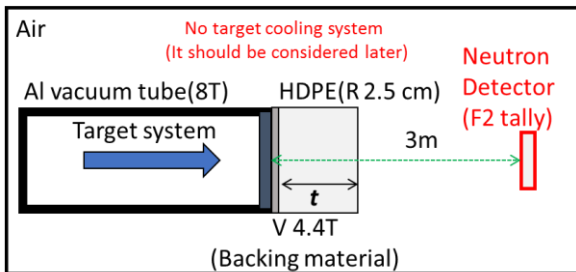 Air
No target cooling system
(It should be considered later)
Neutron
Detector
(F2 tally)
Al vacuum tube(8T)
HDPE(R 2.5 cm)
Target system
3m
t
V 4.4T
(Backing material)